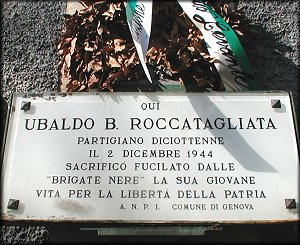 QUI
UBALDO B. ROCCATAGLIATA
PARTIGIANO DICIOTTENNE
IL 2 DICEMBRE 1944
SACRIFICÒ FUCILATO DALLE
"BRIGATE NERE" LA SUA GIOVANE
VITA PER LA LIBERTÀ DELLA PATRIA
A. N. P. I. COMUNE DI GENOVA